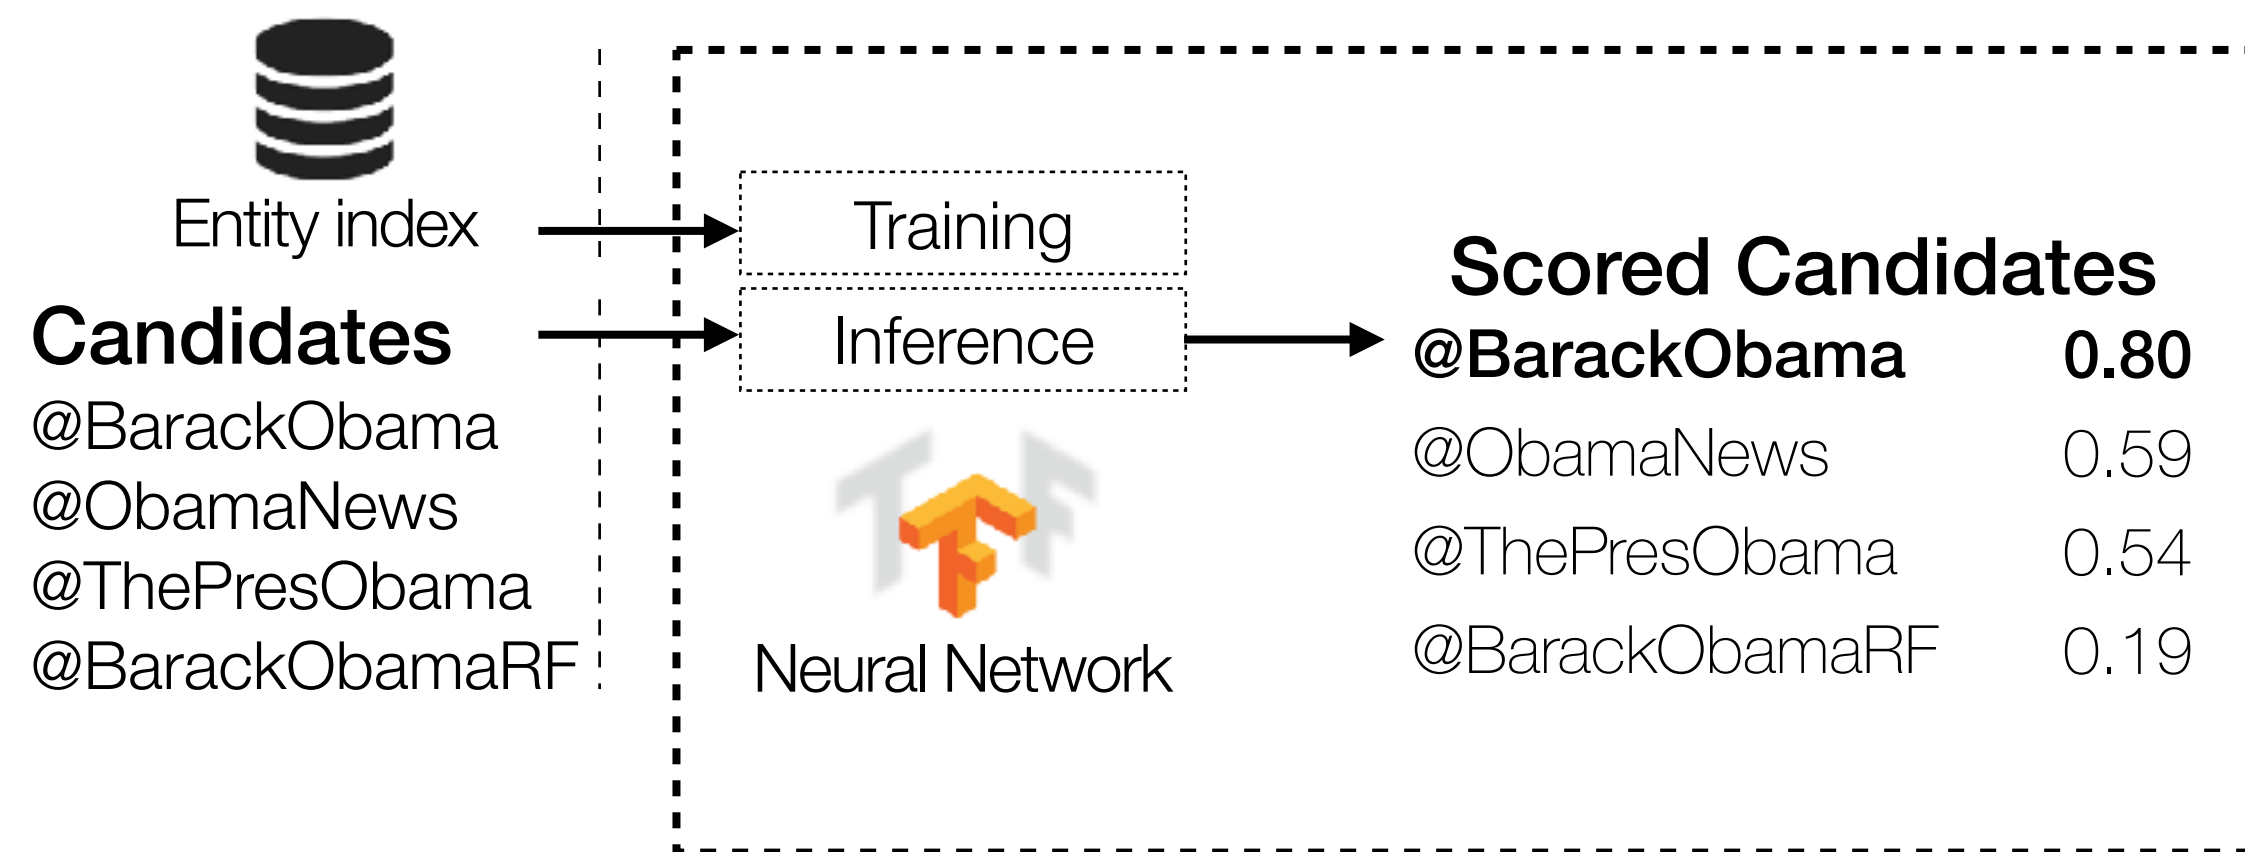 Entity index
Candidates
@BarackObama
@ObamaNews
@ThePresObama
@BarackObamaRF
Training
Inference
TF
Neural Network
Scored Candidates
@BarackObama 0.80
@ObamaNews 0.59
@ThePresObama 0.54
@BarackObamaRF 0.19